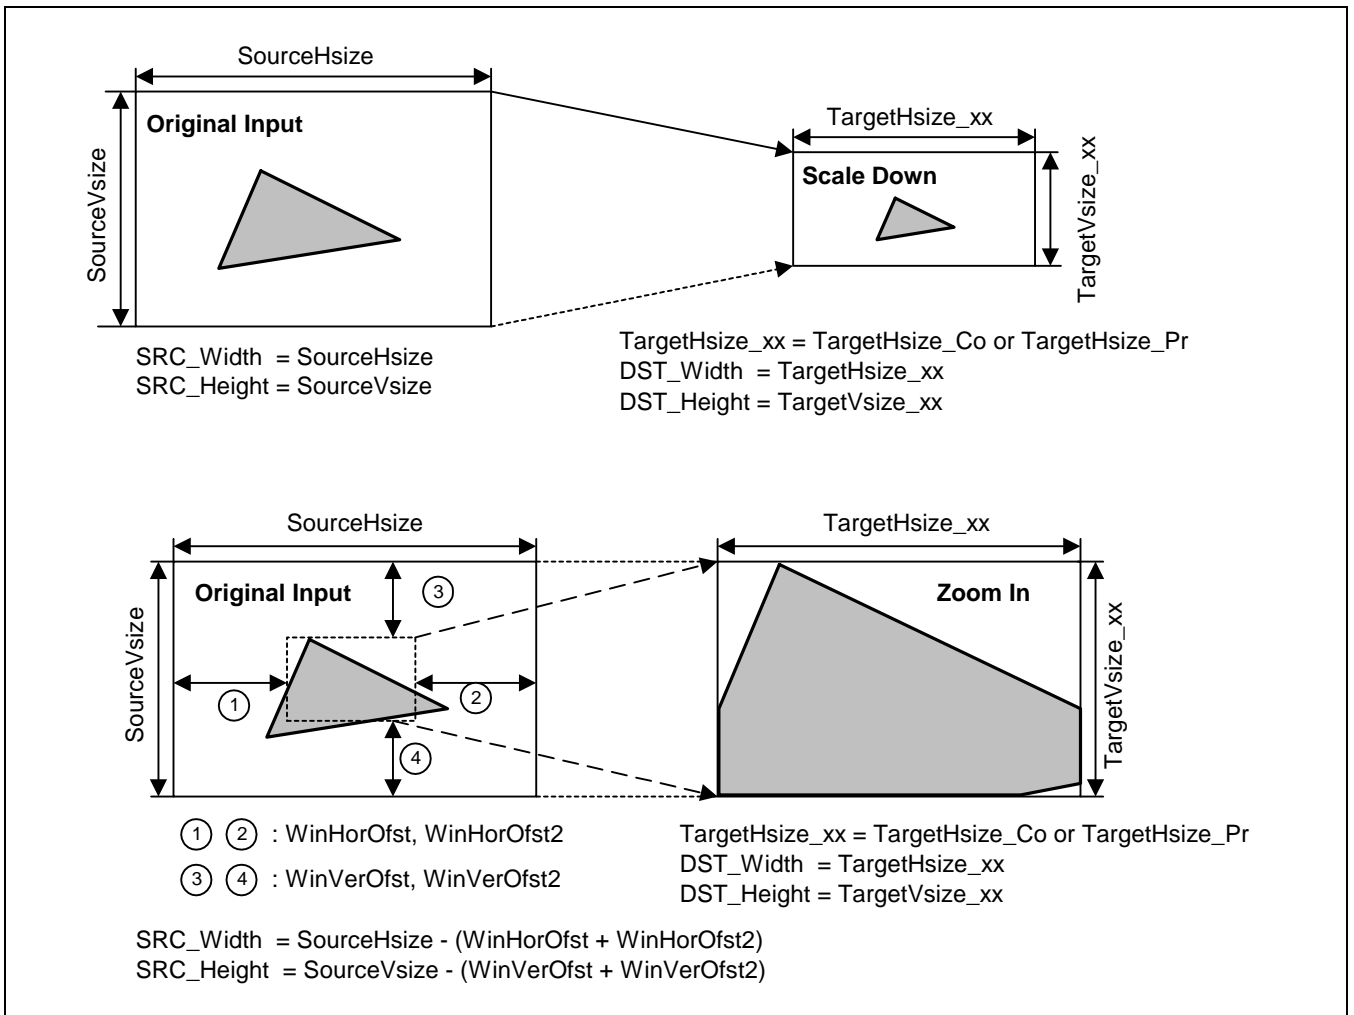 SourceHsize
SourceVsize
Original Input
TargetHsize_xx
TargetVsize_xx
Scale Down
SRC_Width = SourceHsize
SRC_Height = SourceVsize
TargetHsize_xx = TargetHsize_Co or TargetHsize_Pr
DST_Width = TargetHsize_xx
DST_Height = TargetVsize_xx
SourceHsize
SourceVsize
Original Input
3
1
2
4
TargetHsize_xx
Zoom In
TargetVsize_xx
1 2 : WinHorOfst, WinHorOfst2
3 4 : WinVerOfst, WinVerOfst2
SRC_Width = SourceHsize - (WinHorOfst + WinHorOfst2)
SRC_Height = SourceVsize - (WinVerOfst + WinVerOfst2)
TargetHsize_xx = TargetHsize_Co or TargetHsize_Pr
DST_Width = TargetHsize_xx
DST_Height = TargetVsize_xx